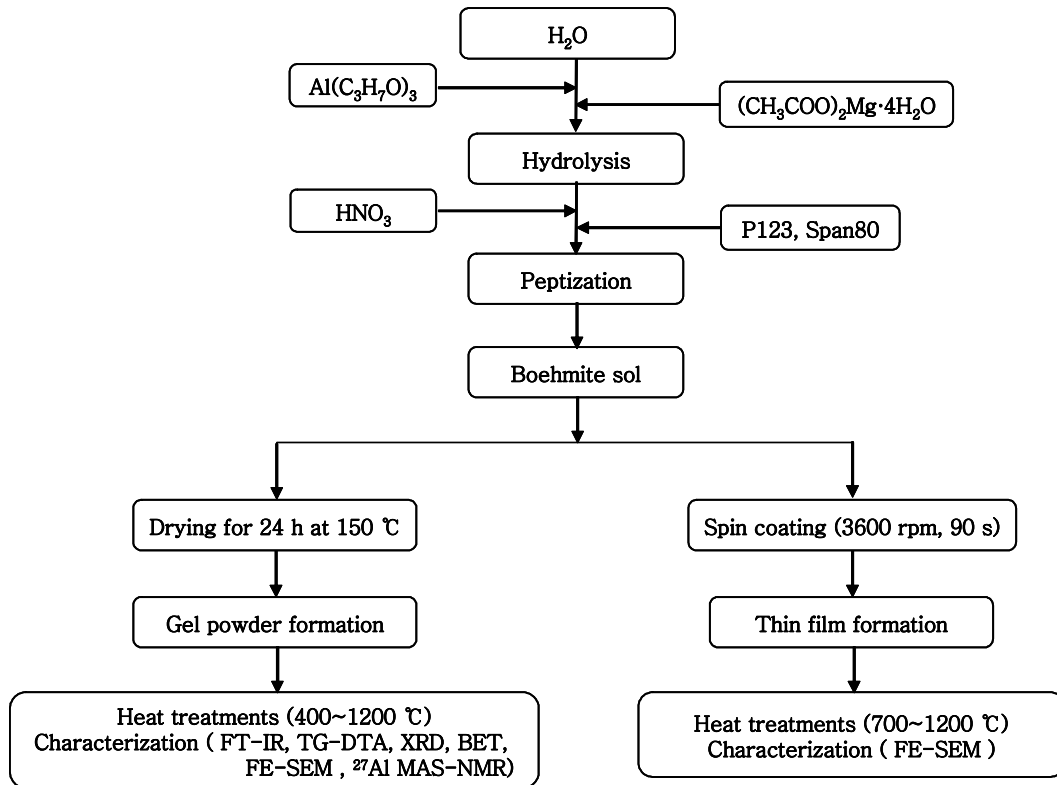 H₂O
Al(C₃H₇O)₃
(CH₃COO)₂Mg·4H₂O
Hydrolysis
HNO₃
P123, Span80
Peptization
Boehmite sol
Drying for 24 h at 150 ℃
Spin coating (3600 rpm, 90 s)
Gel powder formation
Thin film formation
Heat treatments (400~1200 ℃)
Characterization ( FT-IR, TG-DTA, XRD, BET,
FE-SEM , ²⁷Al MAS-NMR)
Heat treatments (700~1200 ℃)
Characterization ( FE-SEM )